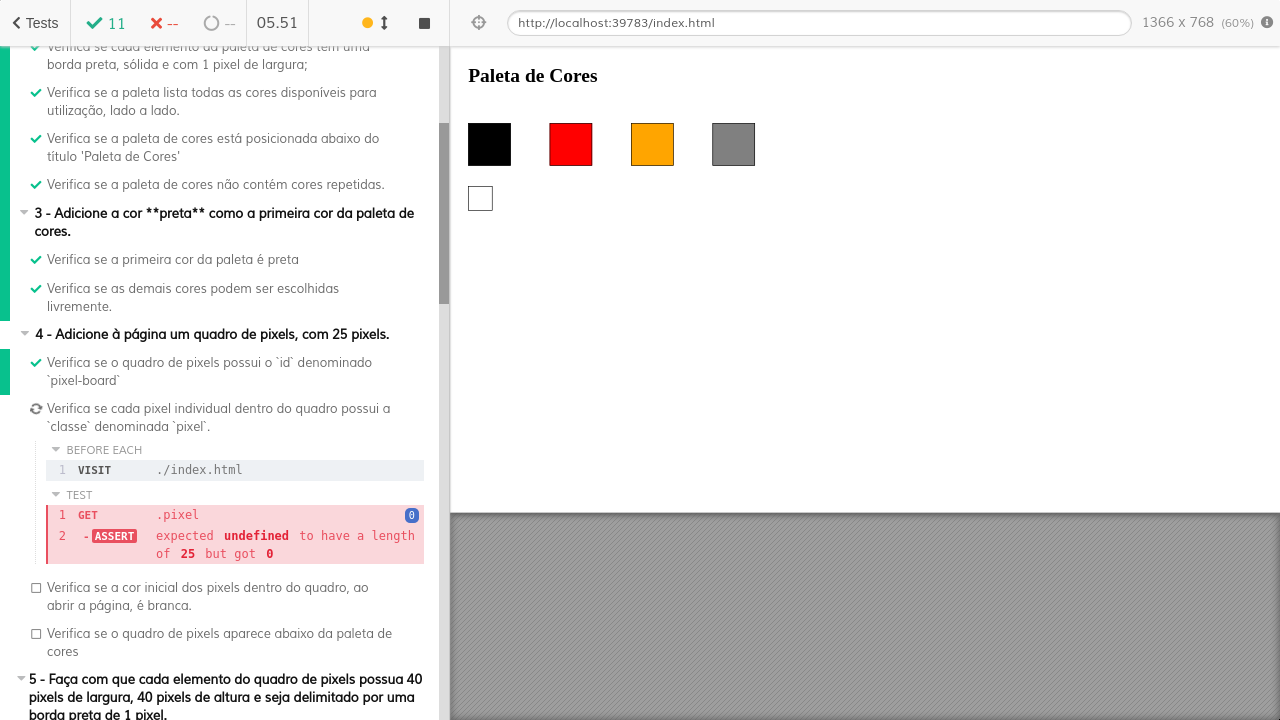 Tests
11
--
--
05.51
http://localhost:39783/index.html
1366 x 768 (60%)
Verifica se cada elemento da paleta de cores tem uma
borda preta, sólida e com 1 pixel de largura;
Verifica se a paleta lista todas as cores disponíveis para
utilização, lado a lado.
Verifica se a paleta de cores está posicionada abaixo do
título 'Paleta de Cores'
Verifica se a paleta de cores não contém cores repetidas.
3 - Adicione a cor **preta** como a primeira cor da paleta de
cores.
Verifica se a primeira cor da paleta é preta
Verifica se as demais cores podem ser escolhidas
livremente.
4 - Adicione à página um quadro de pixels, com 25 pixels.
Verifica se o quadro de pixels possui o `id` denominado
`pixel-board`
Verifica se cada pixel individual dentro do quadro possui a
`classe` denominada `pixel`.
BEFORE EACH
1 VISIT ./index.html
TEST
1 GET .pixel 0
2 -ASSERT expected undefined to have a length
of 25 but got 0
Verifica se a cor inicial dos pixels dentro do quadro, ao
abrir a página, é branca.
Verifica se o quadro de pixels aparece abaixo da paleta de
cores
5 - Faça com que cada elemento do quadro de pixels possua 40
pixels de largura, 40 pixels de altura e seja delimitado por uma
borda preta de 1 pixel.
Paleta de Cores